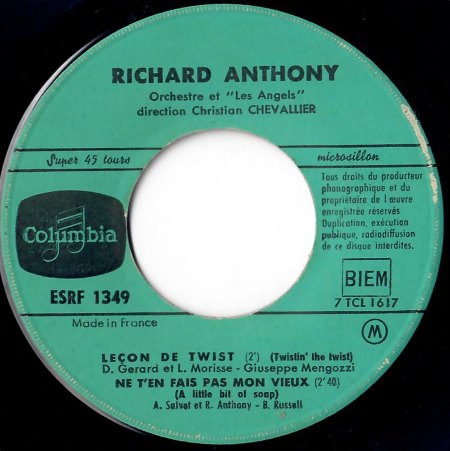 RICHARD ANTHONY
Orchestre et "Les Angels"
direction Christian CHEVALLIER
Super 45 tours
microsillon
Tous droits du producteur
phonographique et du
propriétaire de l'œuvre
enregistrée réservés
Duplication, exécution
publique, radiodiffusion
de ce disque interdites.
Columbia
ESRF 1349
BIEM
7 TCL 1617
Made in France
M
LEÇON DE TWIST (2') (Twistin' the twist)
D. Gerard et L. Morisse - Giuseppe Mengozzi
NE T'EN FAIS PAS MON VIEUX (2'40)
(A little bit of soap)
A. Salvet et R. Anthony - B. Russell